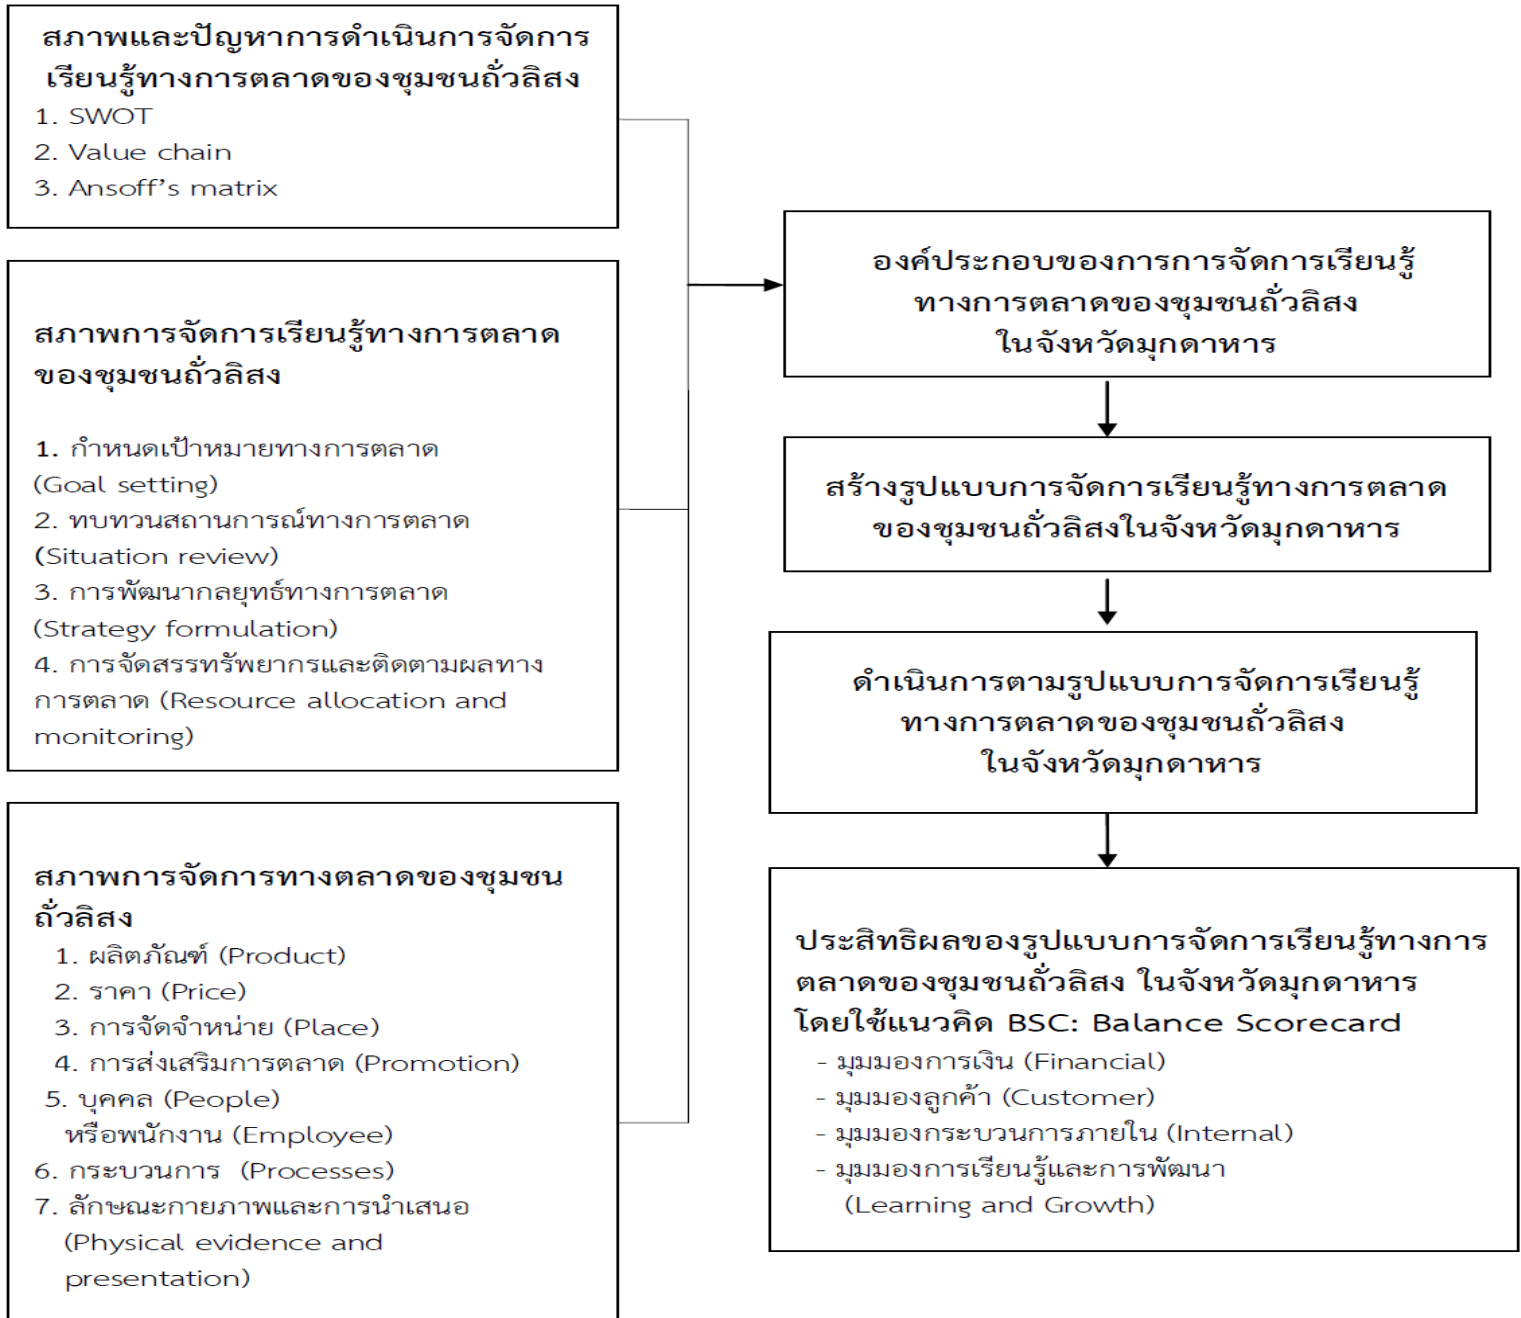 สภาพและปัญหาการดำเนินการจัดการ
เรียนรู้ทางการตลาดของชุมชนถั่วลิสง
1. SWOT
2. Value chain
3. Ansoff’s matrix
สภาพการจัดการเรียนรู้ทางการตลาด
ของชุมชนถั่วลิสง
1. กำหนดเป้าหมายทางการตลาด
(Goal setting)
2. ทบทวนสถานการณ์ทางการตลาด
(Situation review)
3. การพัฒนากลยุทธ์ทางการตลาด
(Strategy formulation)
4. การจัดสรรทรัพยากรและติดตามผลทาง
การตลาด (Resource allocation and
monitoring)
สภาพการจัดการทางตลาดของชุมชน
ถั่วลิสง
1. ผลิตภัณฑ์ (Product)
2. ราคา (Price)
3. การจัดจำหน่าย (Place)
4. การส่งเสริมการตลาด (Promotion)
5. บุคคล (People)
หรือพนักงาน (Employee)
6. กระบวนการ (Processes)
7. ลักษณะกายภาพและการนำเสนอ
(Physical evidence and
presentation)
องค์ประกอบของการการจัดการเรียนรู้
ทางการตลาดของชุมชนถั่วลิสง
ในจังหวัดมุกดาหาร
สร้างรูปแบบการจัดการเรียนรู้ทางการตลาด
ของชุมชนถั่วลิสงในจังหวัดมุกดาหาร
ดำเนินการตามรูปแบบการจัดการเรียนรู้
ทางการตลาดของชุมชนถั่วลิสง
ในจังหวัดมุกดาหาร
ประสิทธิผลของรูปแบบการจัดการเรียนรู้ทางการ
ตลาดของชุมชนถั่วลิสง ในจังหวัดมุกดาหาร
โดยใช้แนวคิด BSC: Balance Scorecard
- มุมมองการเงิน (Financial)
- มุมมองลูกค้า (Customer)
- มุมมองกระบวนการภายใน (Internal)
- มุมมองการเรียนรู้และการพัฒนา
(Learning and Growth)